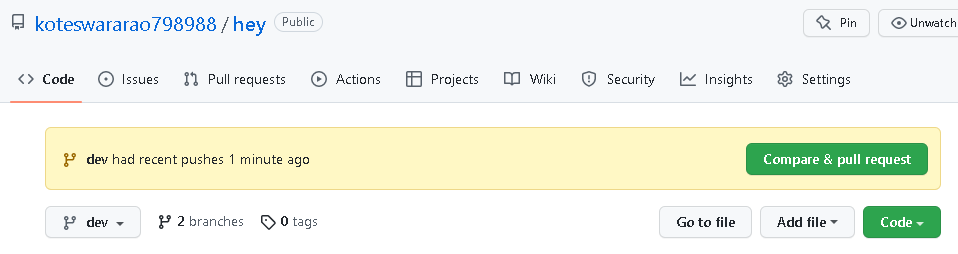 koteswararao798988 / hey Public Pin Unwatch
Code Issues Pull requests Actions Projects Wiki Security Insights Settings
dev had recent pushes 1 minute ago Compare & pull request
dev 2 branches 0 tags Go to file Add file Code